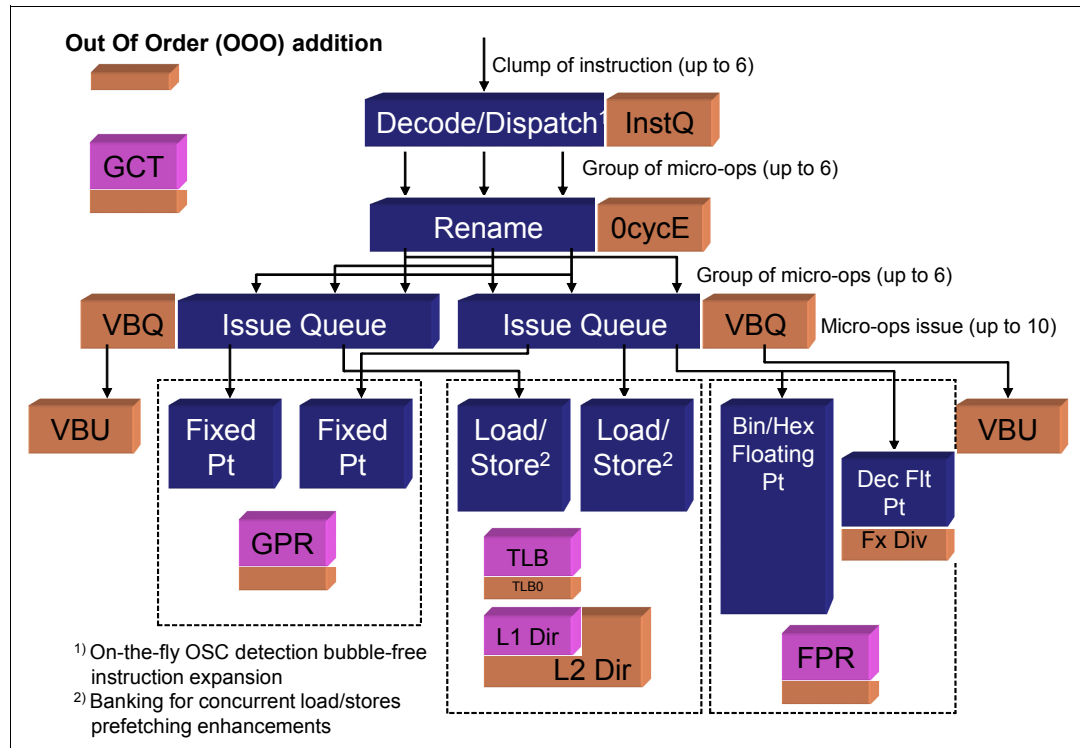 Out Of Order (OOO) addition
Clump of instruction (up to 6)
Decode/Dispatch1
InstQ
GCT
Group of micro-ops (up to 6)
Rename
0cycE
Group of micro-ops (up to 6)
VBQ
Issue Queue
Issue Queue
VBQ
Micro-ops issue (up to 10)
VBU
Fixed
Pt
Fixed
Pt
Load/
Store2
Load/
Store2
Bin/Hex
Floating
Pt
Dec Flt
Pt
Fx Div
VBU
GPR
TLB
TLB0
L1 Dir
L2 Dir
FPR
1) On-the-fly OSC detection bubble-free
instruction expansion
2) Banking for concurrent load/stores
prefetching enhancements